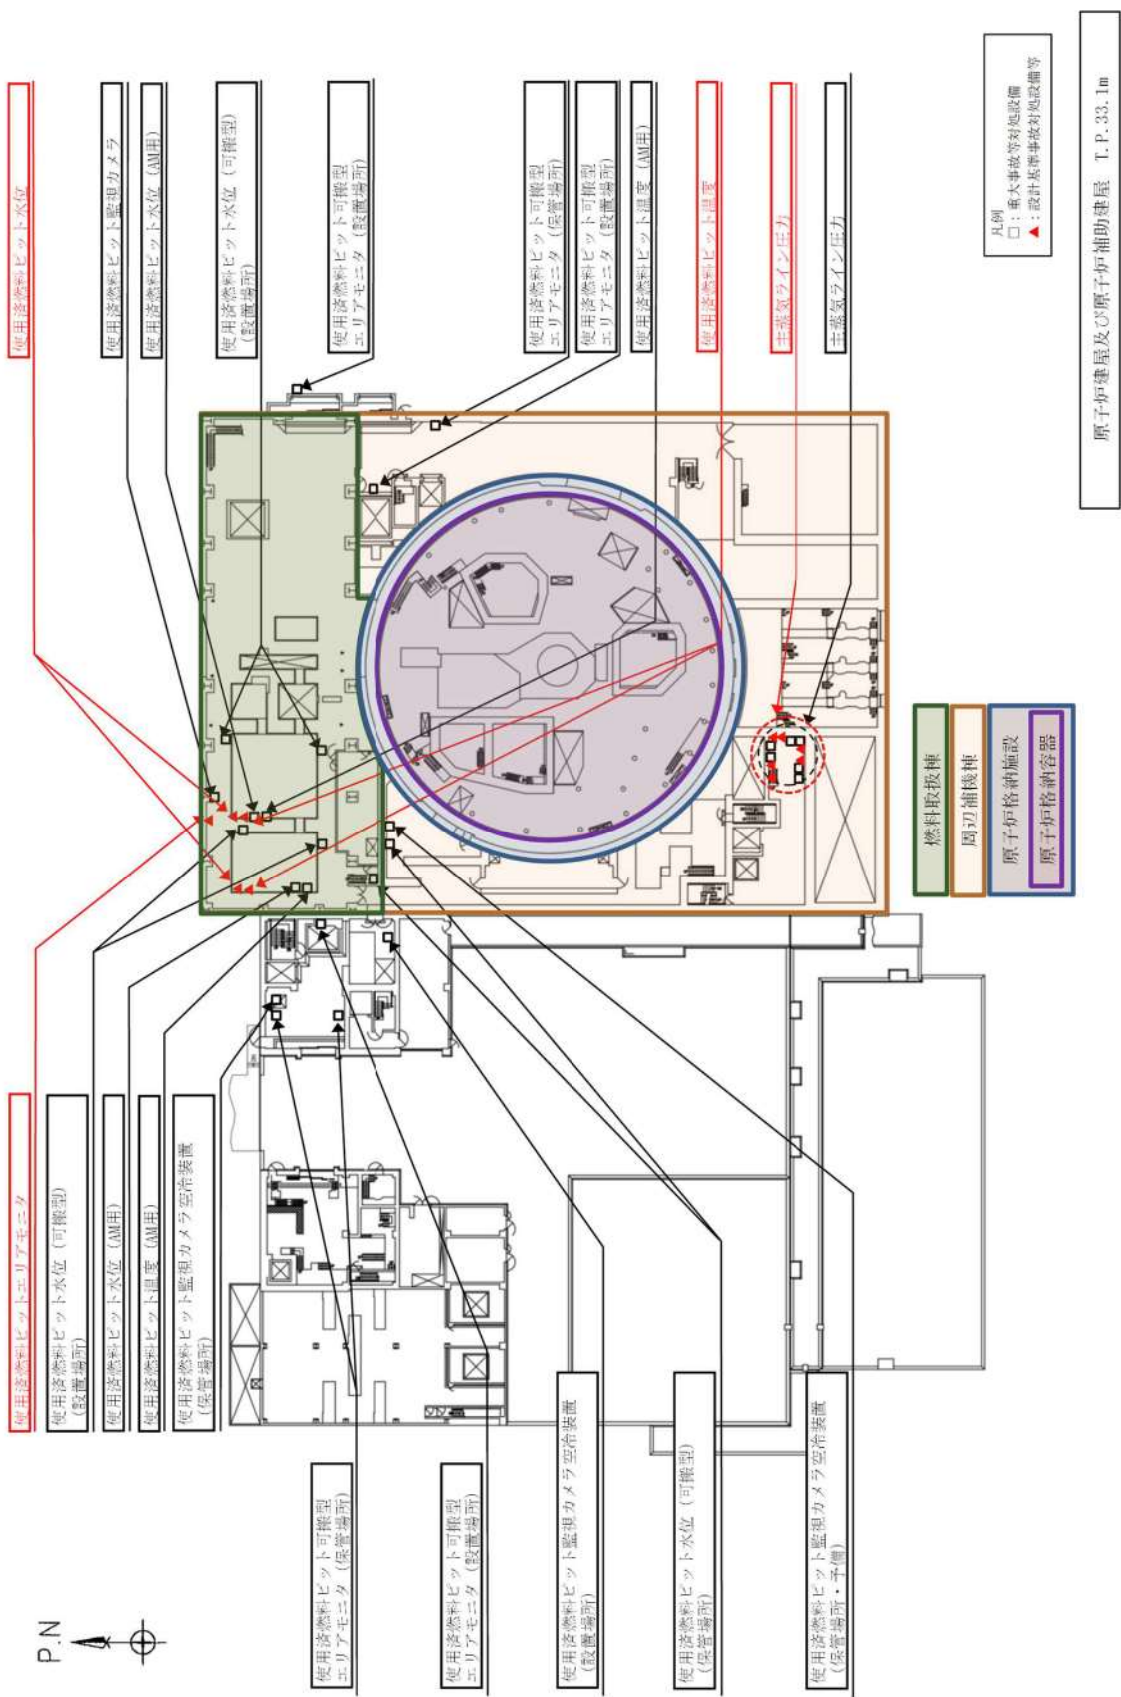 使用済燃料ピット水位
使用済燃料ピット監視カメラ
使用済燃料ピット水位（AM用）
使用済燃料ピット水位（可搬型）
（設置場所）
使用済燃料ピット可搬型
エリアモニタ（設置場所）
使用済燃料ピット可搬型
エリアモニタ（保管場所）
使用済燃料ピット可搬型
エリアモニタ（設置場所）
使用済燃料ピット温度（AM用）
使用済燃料ピット温度
主蒸気ライン圧力
主蒸気ライン圧力
凡例
□：重大事故等対処設備
▲：設計基準事故対処設備等
原子炉建屋及び原子炉補助建屋 T.P.33.1m
燃料取扱棟
周辺補機棟
原子炉格納施設
原子炉格納容器
使用済燃料ピットエリアモニタ
使用済燃料ピット水位（可搬型）
（設置場所）
使用済燃料ピット水位（AM用）
使用済燃料ピット温度（AM用）
使用済燃料ピット監視カメラ空冷装置
（保管場所）
使用済燃料ピット可搬型
エリアモニタ（保管場所）
使用済燃料ピット可搬型
エリアモニタ（設置場所）
使用済燃料ピット監視カメラ空冷装置
（設置場所）
使用済燃料ピット水位（可搬型）
（保管場所）
使用済燃料ピット監視カメラ空冷装置
（保管場所・予備）
P.N